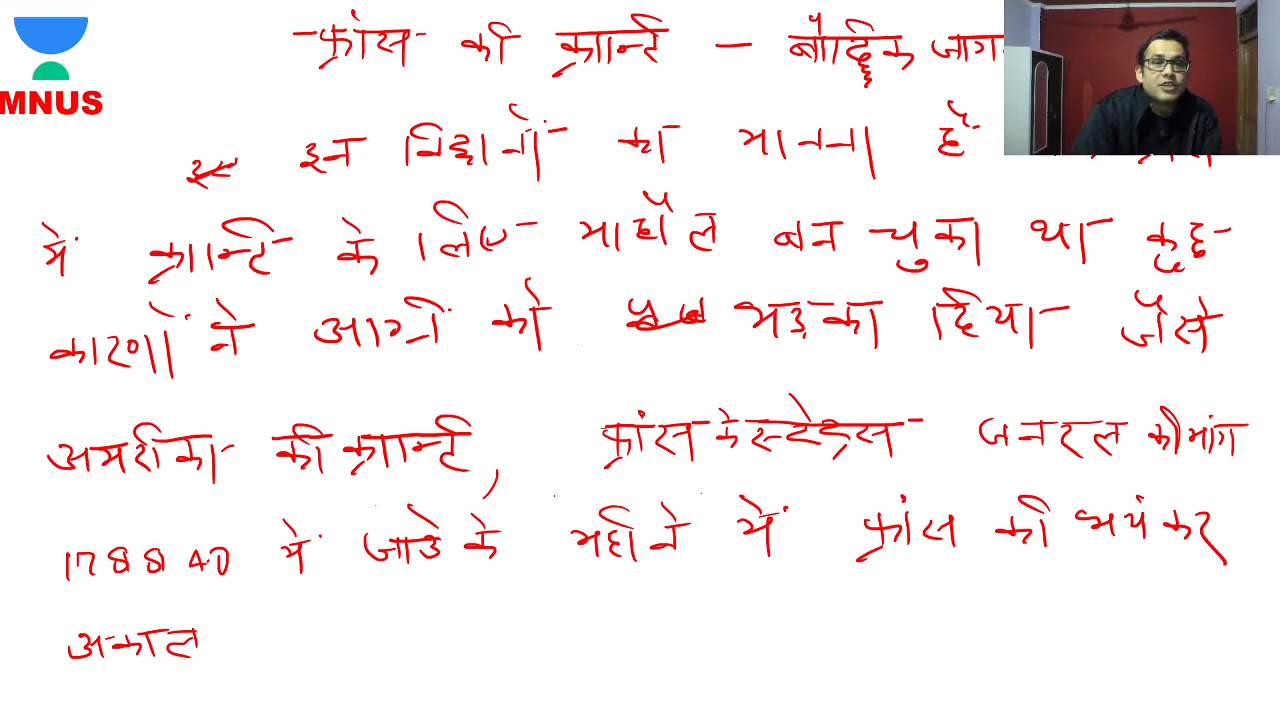 फ्रांस की क्रान्ति – बौद्धिक
MNUS
इन विद्वानों का मानना है
में क्रान्ति के लिए माहौल बन चुका था कुछ
कारणों ने आगों को भड़का दिया जैसे
अमरीका की क्रान्ति, फ्रांस के स्टेट्स जनरल की मांग
1788 ई0 में जाडे के महीने में फ्रांस की भयंकर
अकाल